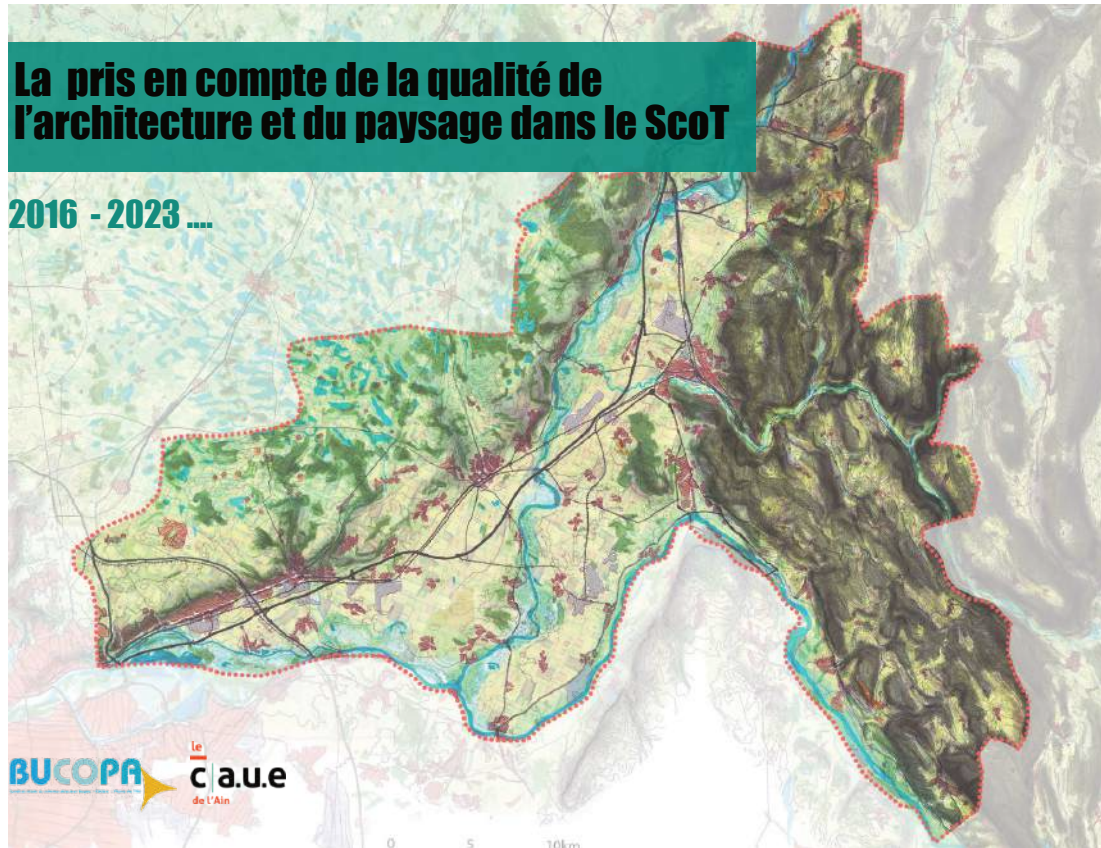 La pris en compte de la qualité de
l'architecture et du paysage dans le ScoT
2016 - 2023 ....
BUCOPA
le
c|a.u.e
de l'Ain
0 5 10km